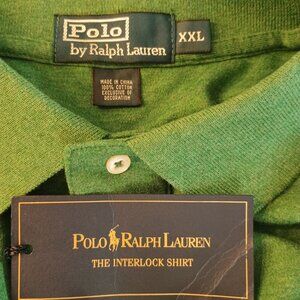 Polo
by Ralph Lauren
XXL
MADE IN CHINA
100% COTTON
EXCLUSIVE OF
DECORATION
POLO RALPH LAUREN
THE INTERLOCK SHIRT